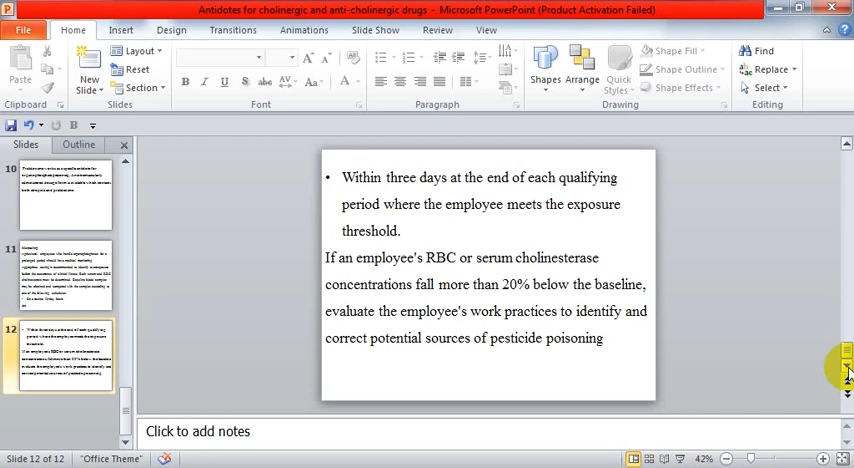 Antidotes for cholinergic and anti-cholinergic drugs - Microsoft PowerPoint (Product Activation Failed)
File Home Insert Design Transitions Animations Slide Show Review View
Paste
Clipboard
New Slide
Layout
Reset
Section
Slides
Font
Paragraph
Shapes
Arrange
Quick Styles
Shape Fill
Shape Outline
Shape Effects
Drawing
Find
Replace
Select
Editing
Slides Outline
10
11
12
• Within three days at the end of each qualifying
period where the employee meets the exposure
threshold.
If an employee's RBC or serum cholinesterase
concentrations fall more than 20% below the baseline,
evaluate the employee's work practices to identify and
correct potential sources of pesticide poisoning
Click to add notes
Slide 12 of 12 "Office Theme" 42%